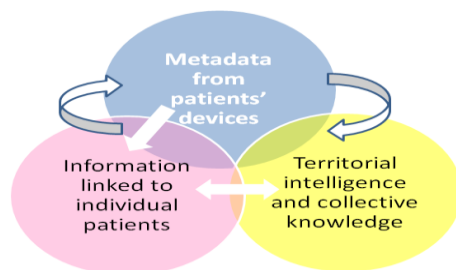 Metadata
from
patients’
devices
Information
linked to
individual
patients
Territorial
intelligence
and collective
knowledge